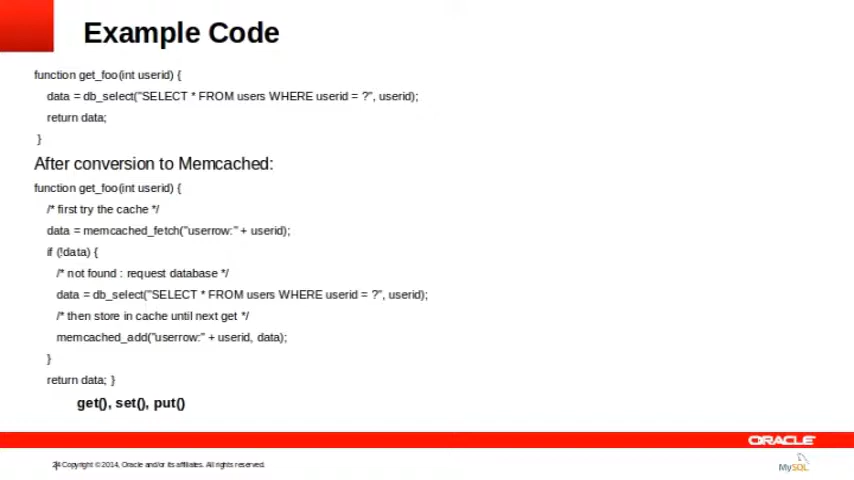 Example Code
function get_foo(int userid) {
data = db_select("SELECT * FROM users WHERE userid = ?", userid);
return data;
}
After conversion to Memcached:
function get_foo(int userid) {
/* first try the cache */
data = memcached_fetch("userrow:" + userid);
if (!data) {
/* not found : request database */
data = db_select("SELECT * FROM users WHERE userid = ?", userid);
/* then store in cache until next get */
memcached_add("userrow:" + userid, data);
}
return data; }
get(), set(), put()
ORACLE
24 Copyright © 2014, Oracle and/or its affiliates. All rights reserved.
MySQL